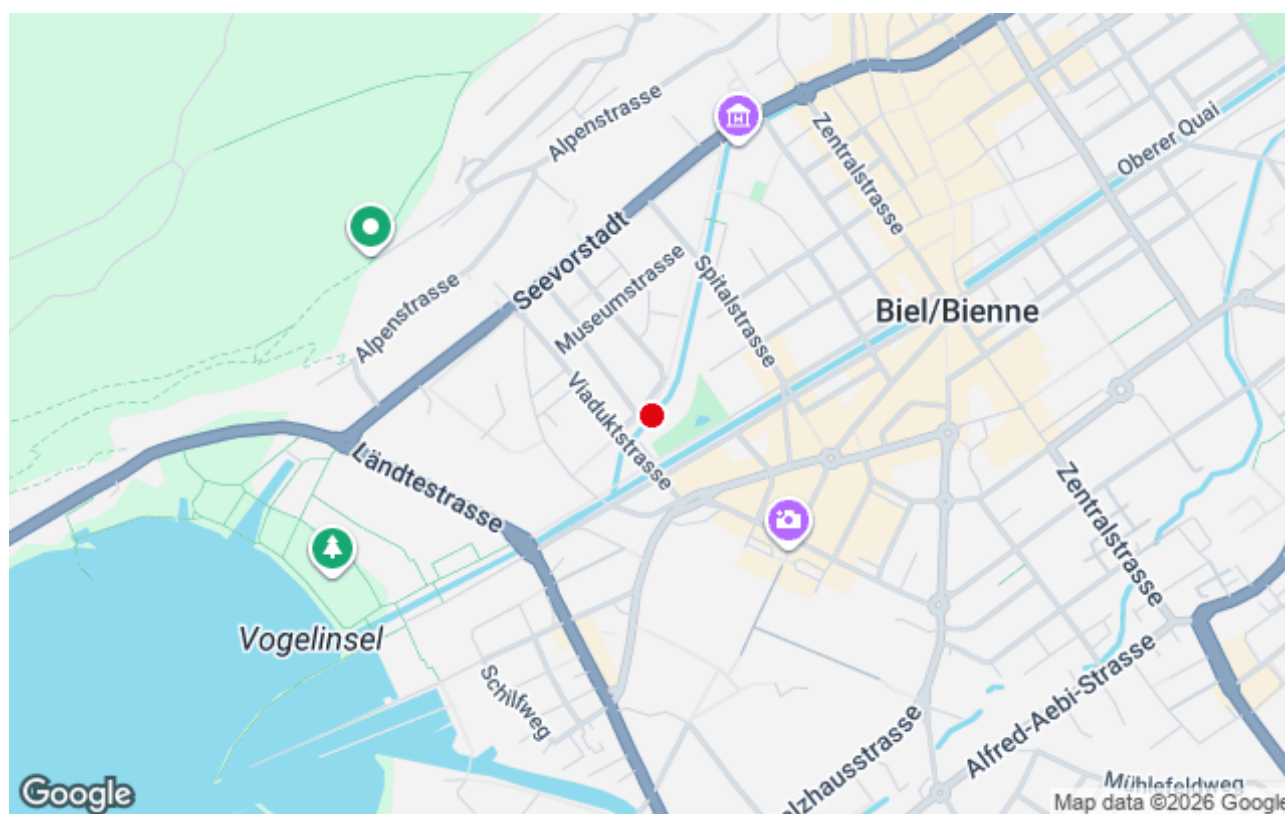 Alpenstrasse
Zentralstrasse
Oberer Quai
Seevorstadt
Museumstrasse
Spitalstrasse
Alpenstrasse
Biel/Bienne
Viaduktstrasse
Ländtestrasse
Zentralstrasse
Vogelinsel
Schilfweg
Alfred-Aebi-Strasse
alzhausstrasse
Mühlefeldweg
Google
Map data ©2026 Google